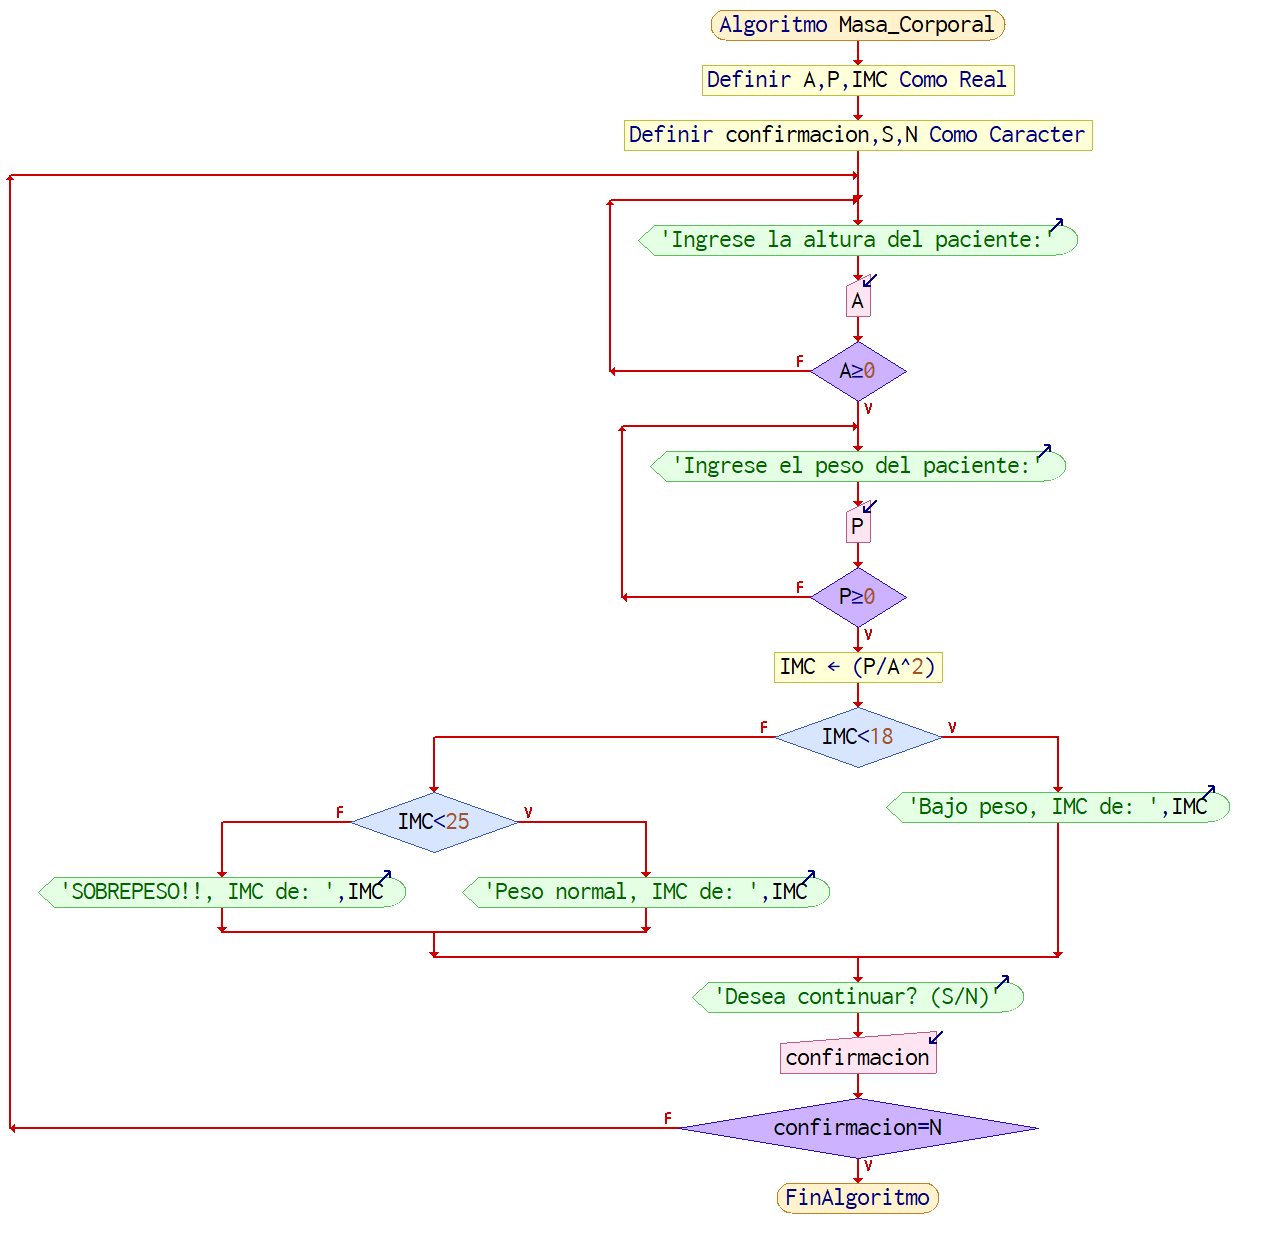 Algoritmo Masa_Corporal
Definir A,P,IMC Como Real
Definir confirmacion,S,N Como Caracter
'Ingrese la altura del paciente:'
A
F
A≥0
V
'Ingrese el peso del paciente:'
P
F
P≥0
V
IMC ← (P/A^2)
F
V
IMC<18
F
V
'Bajo peso, IMC de: ',IMC
IMC<25
'SOBREPESO!!, IMC de: ',IMC
'Peso normal, IMC de: ',IMC
'Desea continuar? (S/N)'
confirmacion
F
confirmacion=N
V
FinAlgoritmo